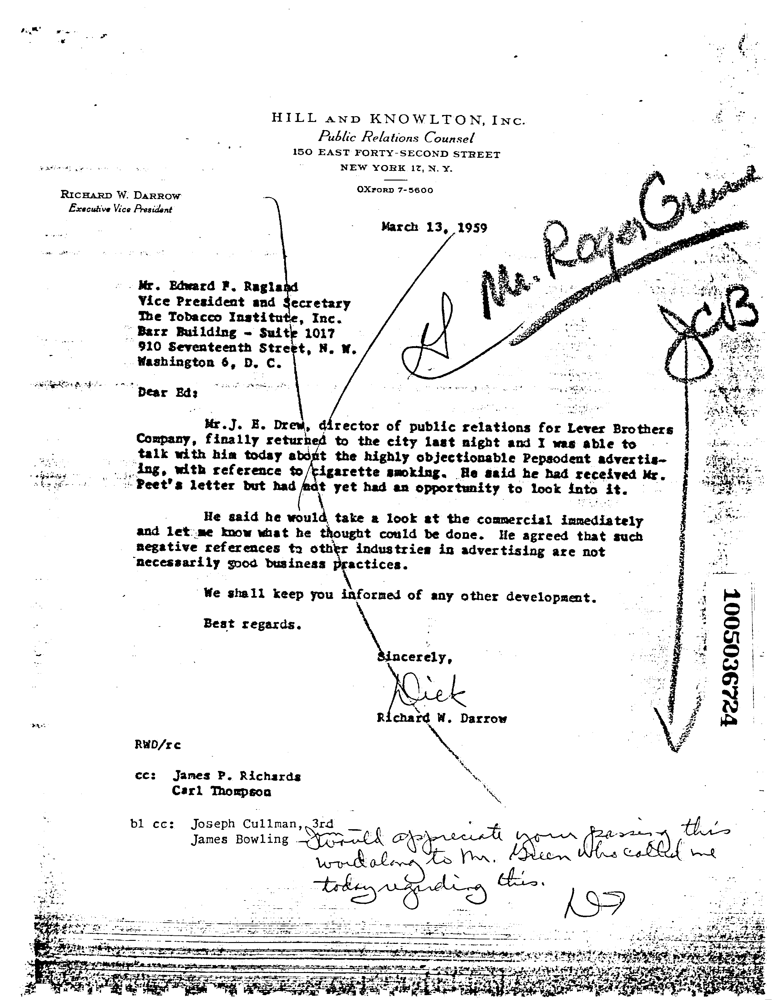 HILL AND KNOWLTON, INC.
Public Relations Counsel
150 EAST FORTY-SECOND STREET
NEW YORK 17, N. Y.
OXFORD 7-5600
RICHARD W. DARROW
Executive Vice President
March 13, 1959
Mr. Roger Greene
JCB
Mr. Edward F. Ragland
Vice President and Secretary
The Tobacco Institute, Inc.
Barr Building - Suite 1017
910 Seventeenth Street, N. W.
Washington 6, D. C.
Dear Ed:
Mr.J. E. Drew, director of public relations for Lever Brothers
Company, finally returned to the city last night and I was able to
talk with him today about the highly objectionable Pepsodent advertis-
ing, with reference to cigarette smoking. He said he had received Mr.
Peet's letter but had not yet had an opportunity to look into it.
He said he would take a look at the commercial immediately
and let me know what he thought could be done. He agreed that such
negative references to other industries in advertising are not
necessarily good business practices.
We shall keep you informed of any other development.
Best regards.
Sincerely,
Dick
Richard W. Darrow
RWD/rc
cc: James P. Richards
Carl Thompson
bl cc: Joseph Cullman, 3rd
James Bowling - I would appreciate your passing this
word along to Mr. Green who called me
today regarding this.
1005036724